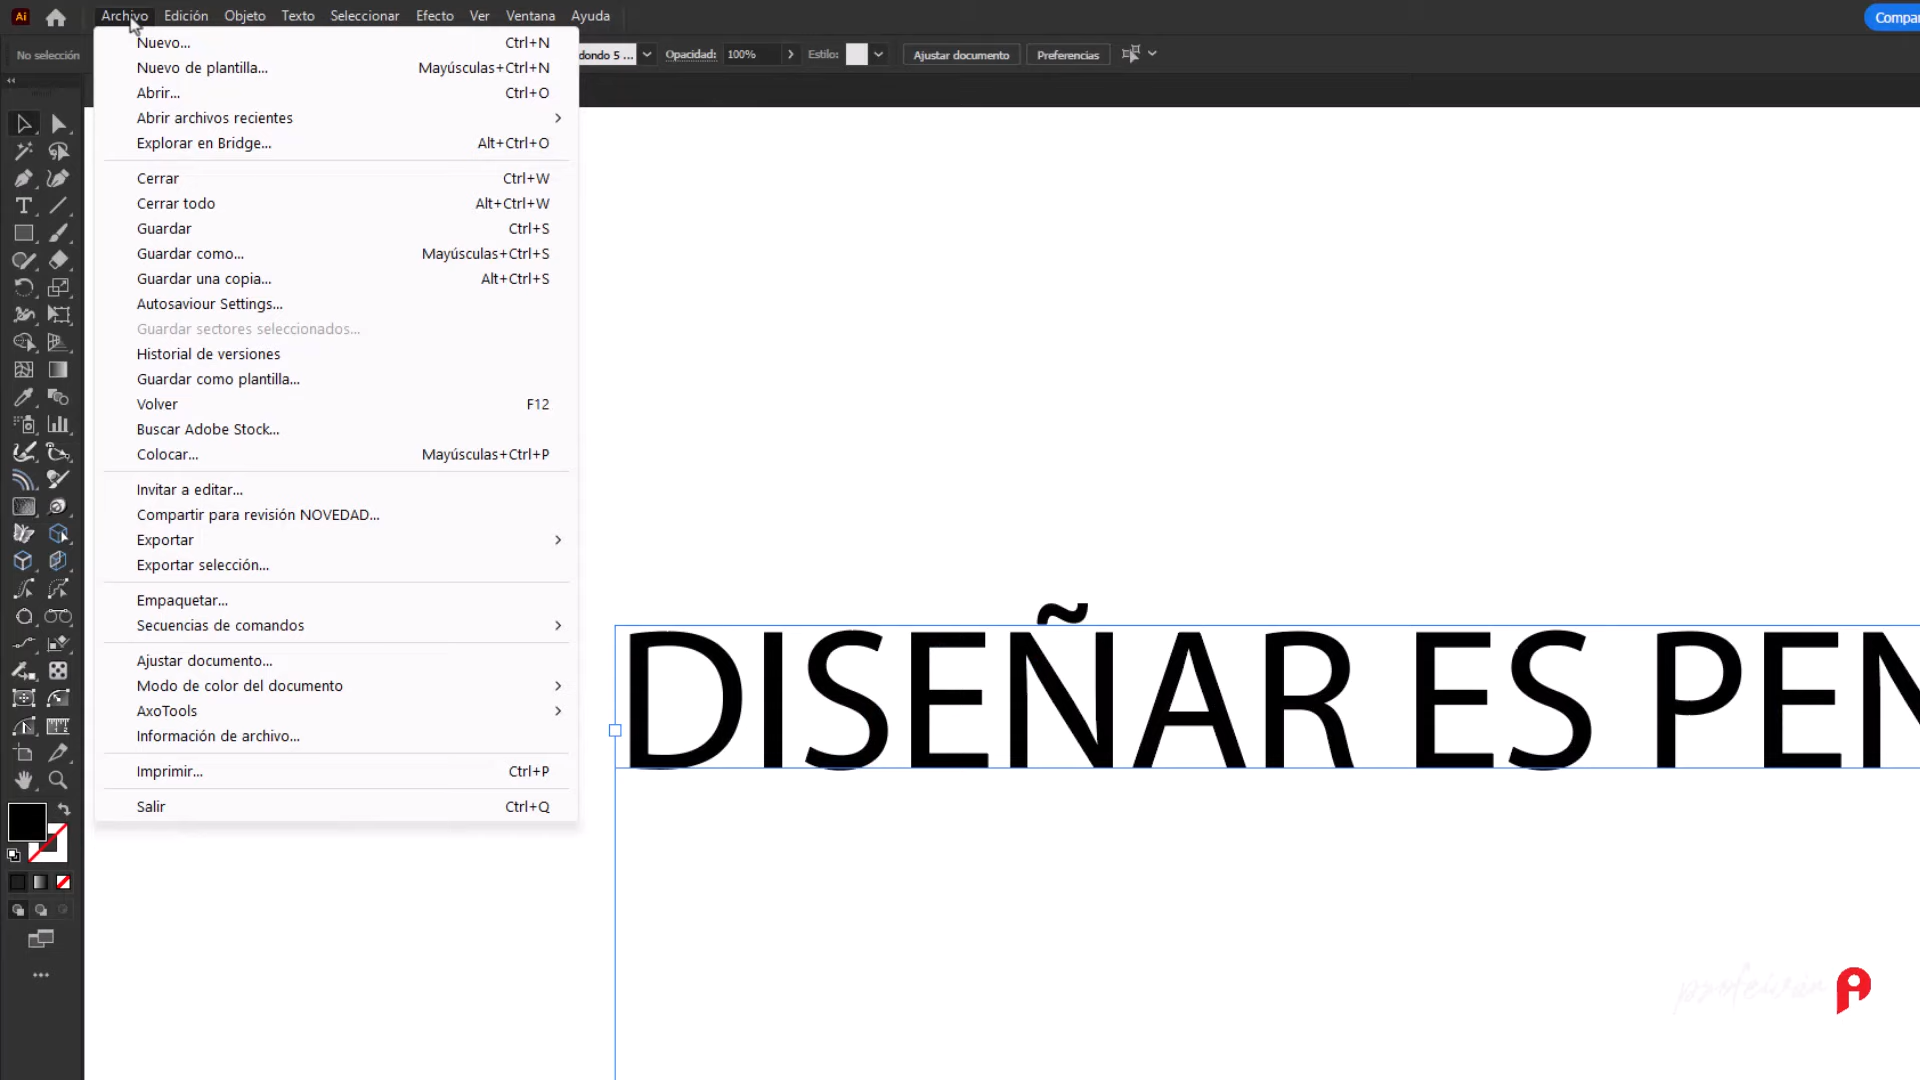 Ai Archivo Edición Objeto Texto Seleccionar Efecto Ver Ventana Ayuda
No selección dondo 5 ... Opacidad: 100% Estilo: Ajustar documento Preferencias
Nuevo... Ctrl+N
Nuevo de plantilla... Mayúsculas+Ctrl+N
Abrir... Ctrl+O
Abrir archivos recientes
Explorar en Bridge... Alt+Ctrl+O
Cerrar Ctrl+W
Cerrar todo Alt+Ctrl+W
Guardar Ctrl+S
Guardar como... Mayúsculas+Ctrl+S
Guardar una copia... Alt+Ctrl+S
Autosaviour Settings...
Guardar sectores seleccionados...
Historial de versiones
Guardar como plantilla...
Volver F12
Buscar Adobe Stock...
Colocar... Mayúsculas+Ctrl+P
Invitar a editar...
Compartir para revisión NOVEDAD...
Exportar
Exportar selección...
Empaquetar...
Secuencias de comandos
Ajustar documento...
Modo de color del documento
AxoTools
Información de archivo...
Imprimir... Ctrl+P
Salir Ctrl+Q
DISEÑAR ES PEN